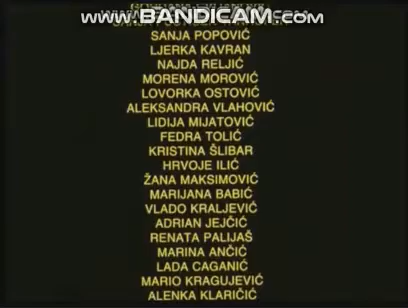 www.BANDICAM.com
SANJA POPOVIĆ
LJERKA KAVRAN
NAJDA RELJIĆ
MORENA MOROVIĆ
LOVORKA OSTOVIĆ
ALEKSANDRA VLAHOVIĆ
LIDIJA MIJATOVIĆ
FEDRA TOLIĆ
KRISTINA ŠLIBAR
HRVOJE ILIĆ
ŽANA MAKSIMOVIĆ
MARIJANA BABIĆ
VLADO KRALJEVIĆ
ADRIAN JEJČIĆ
RENATA PALIJAŠ
MARINA ANČIĆ
LADA CAGANIĆ
MARIO KRAGUJEVIĆ
ALENKA KLARIČIĆ